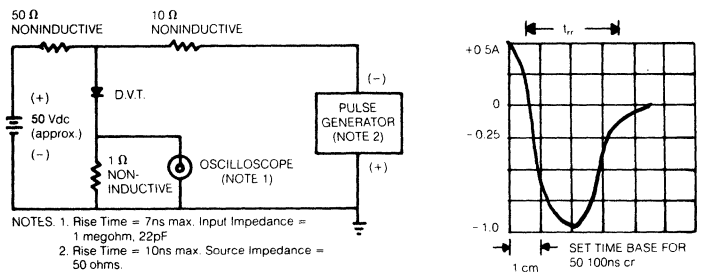 50 Ω
NONINDUCTIVE
10 Ω
NONINDUCTIVE
(+)
50 Vdc
(approx.)
(−)
D.V.T.
1 Ω
NON-
INDUCTIVE
OSCILLOSCOPE
(NOTE 1)
(−)
PULSE
GENERATOR
(NOTE 2)
(+)
NOTES. 1. Rise Time = 7ns max. Input Impedance =
1 megohm, 22pF
2. Rise Time = 10ns max. Source Impedance =
50 ohms.
trr
+0.5A
0
-0.25
-1.0
1 cm
SET TIME BASE FOR
50 100ns cr